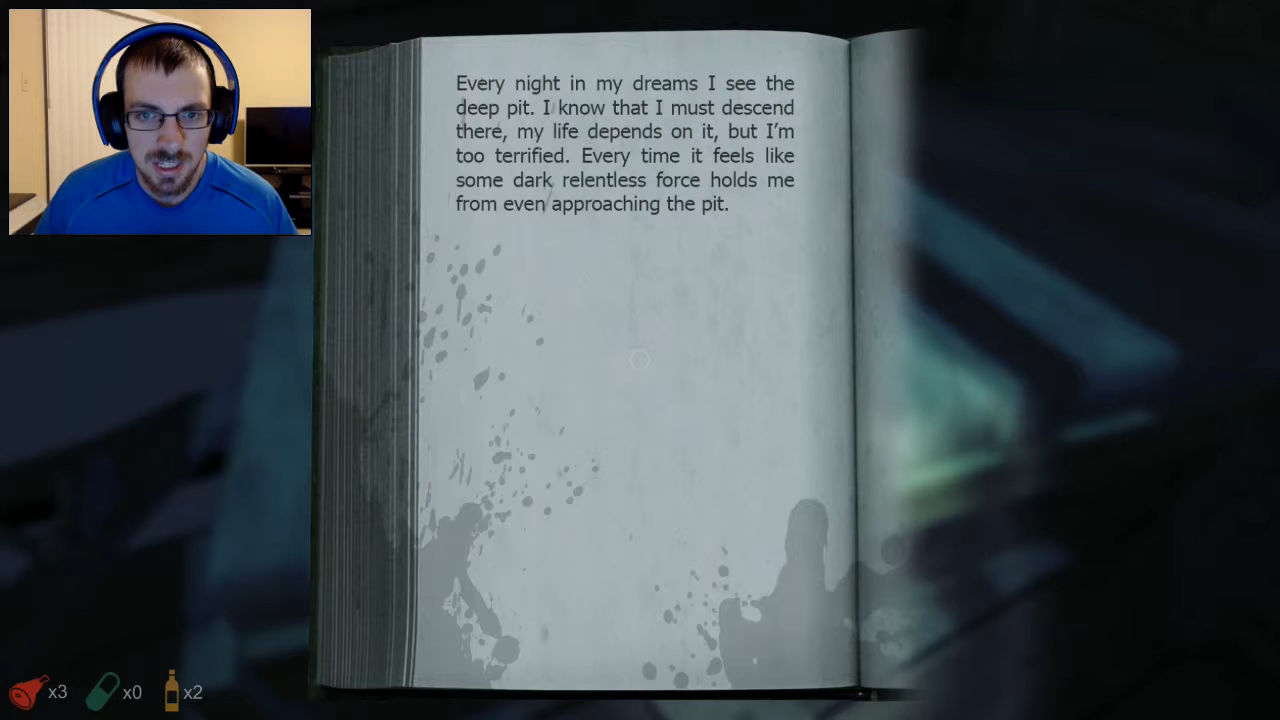 Every night in my dreams I see the
deep pit. I know that I must descend
there, my life depends on it, but I’m
too terrified. Every time it feels like
some dark relentless force holds me
from even approaching the pit.
x3 x0 x2